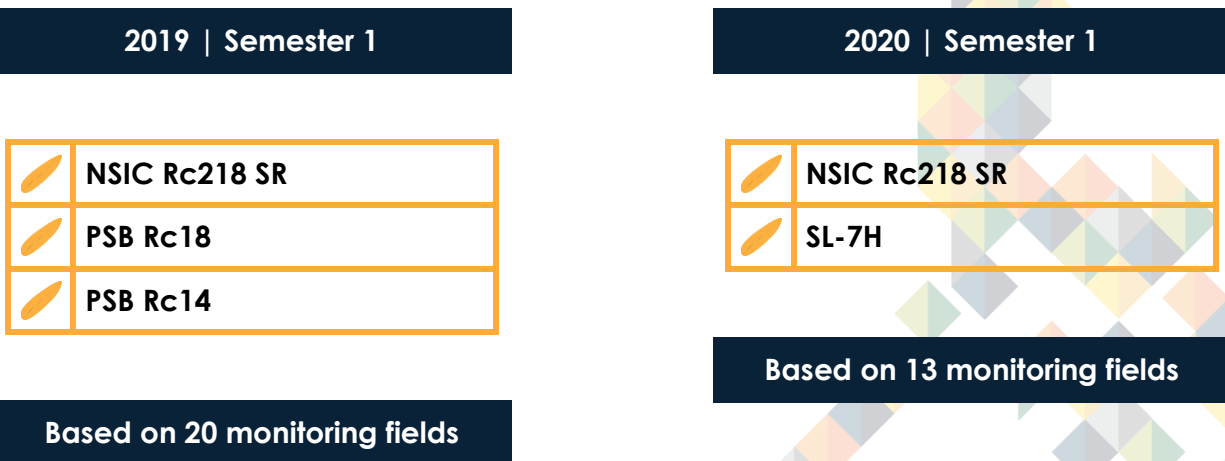 2019 | Semester 1
NSIC Rc218 SR
PSB Rc18
PSB Rc14
Based on 20 monitoring fields
2020 | Semester 1
NSIC Rc218 SR
SL-7H
Based on 13 monitoring fields